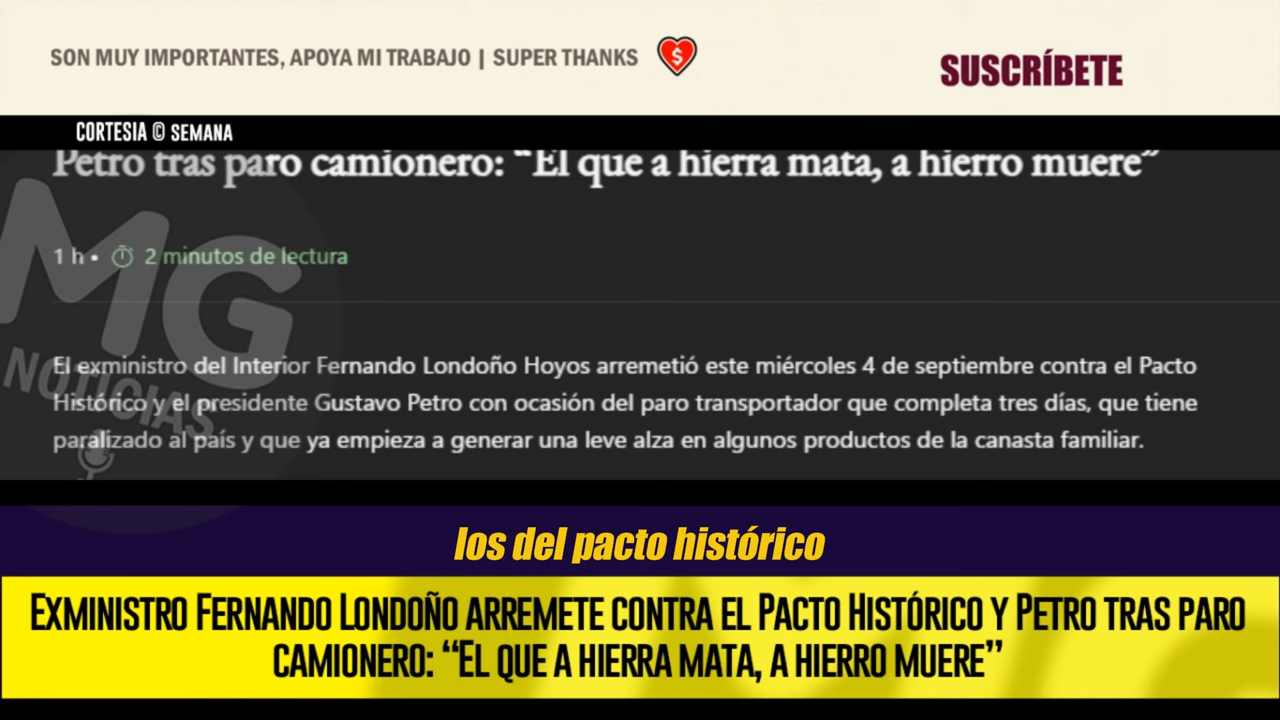 SON MUY IMPORTANTES, APOYA MI TRABAJO | SUPER THANKS
SUSCRÍBETE
CORTESIA © SEMANA
Petro tras paro camionero: “El que a hierra mata, a hierro muere”
1 h • 2 minutos de lectura
El exministro del Interior Fernando Londoño Hoyos arremetió este miércoles 4 de septiembre contra el Pacto
Histórico y el presidente Gustavo Petro con ocasión del paro transportador que completa tres días, que tiene
paralizado al país y que ya empieza a generar una leve alza en algunos productos de la canasta familiar.
MG
NOTICIAS
los del pacto histórico
EXMINISTRO FERNANDO LONDOÑO ARREMETE CONTRA EL PACTO HISTÓRICO Y PETRO TRAS PARO
CAMIONERO: “EL QUE A HIERRA MATA, A HIERRO MUERE”